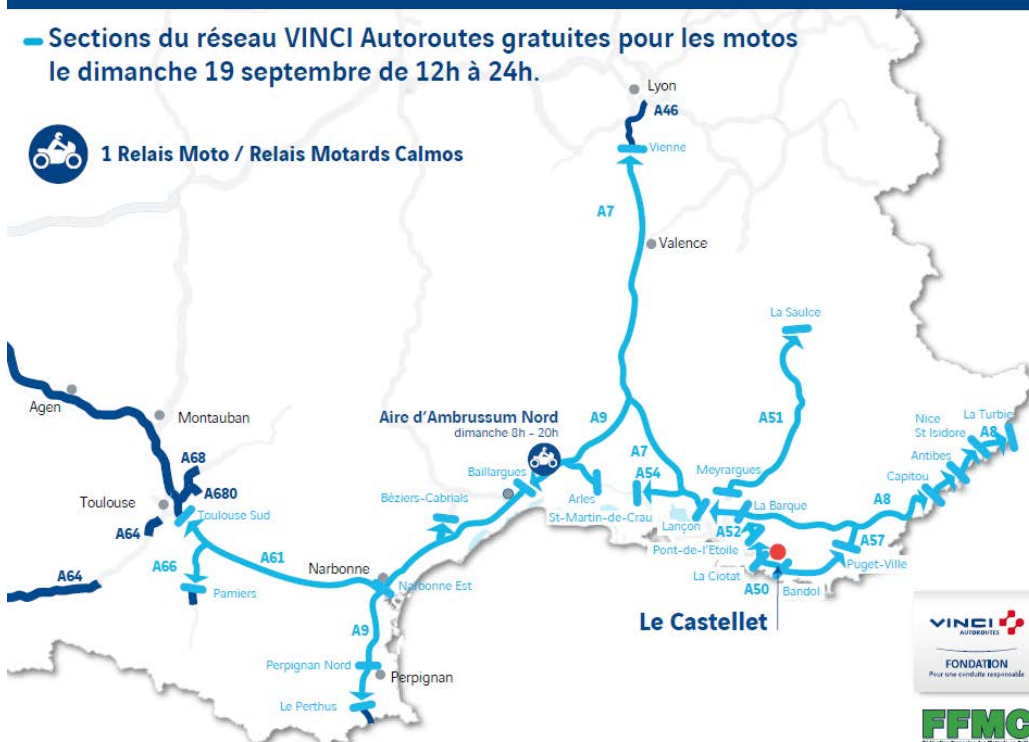 Sections du réseau VINCI Autoroutes gratuites pour les motos
le dimanche 19 septembre de 12h à 24h.
1 Relais Moto / Relais Motards Calmos
Lyon
A46
Vienne
A7
Valence
La Saulce
Agen
Montauban
Aire d'Ambrussum Nord
dimanche 8h - 20h
A9
A51
Nice
St Isidore
La Turbie
A8
Antibes
Capitou
A68
A680
Toulouse
Toulouse Sud
A64
A64
Baillargues
Béziers-Cabrials
A7
A54
Meyrargues
Arles
St-Martin-de-Crau
Lançon
La Barque
A8
A52
A57
Pont-de-l'Etoile
Puget-Ville
La Ciotat
A50
Bandol
Le Castellet
A66
A61
Pamiers
Narbonne
Narbonne Est
A9
Perpignan Nord
Perpignan
Le Perthus
VINCI
AUTOROUTES
FONDATION
Pour une conduite responsable
FFMC